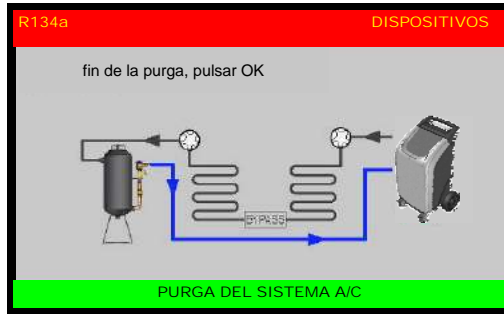 R134a DISPOSITIVOS
fin de la purga, pulsar OK
BYPASS
PURGA DEL SISTEMA A/C